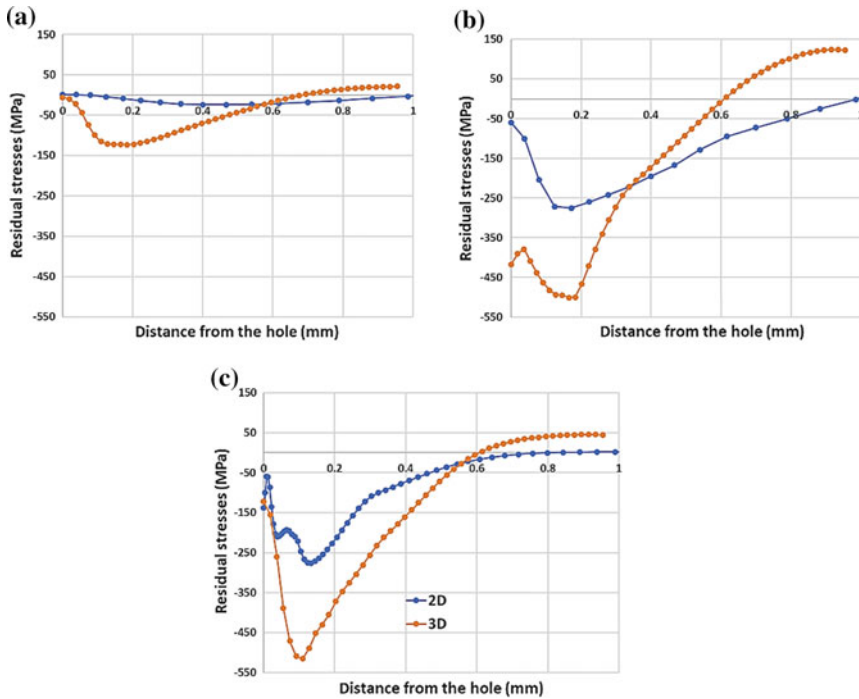 (a)
150
50
-50
-150
-250
-350
-450
-550
0 0.2 0.4 0.6 0.8 1
Residual stresses (MPa)
Distance from the hole (mm)
(b)
150
50
-50
-150
-250
-350
-450
-550
0 0.2 0.4 0.6 0.8
Residual stresses (MPa)
Distance from the hole (mm)
(c)
150
50
-50
-150
-250
-350
-450
-550
0 0.2 0.4 0.6 0.8 1
Residual stresses (MPa)
2D
3D
Distance from the hole (mm)